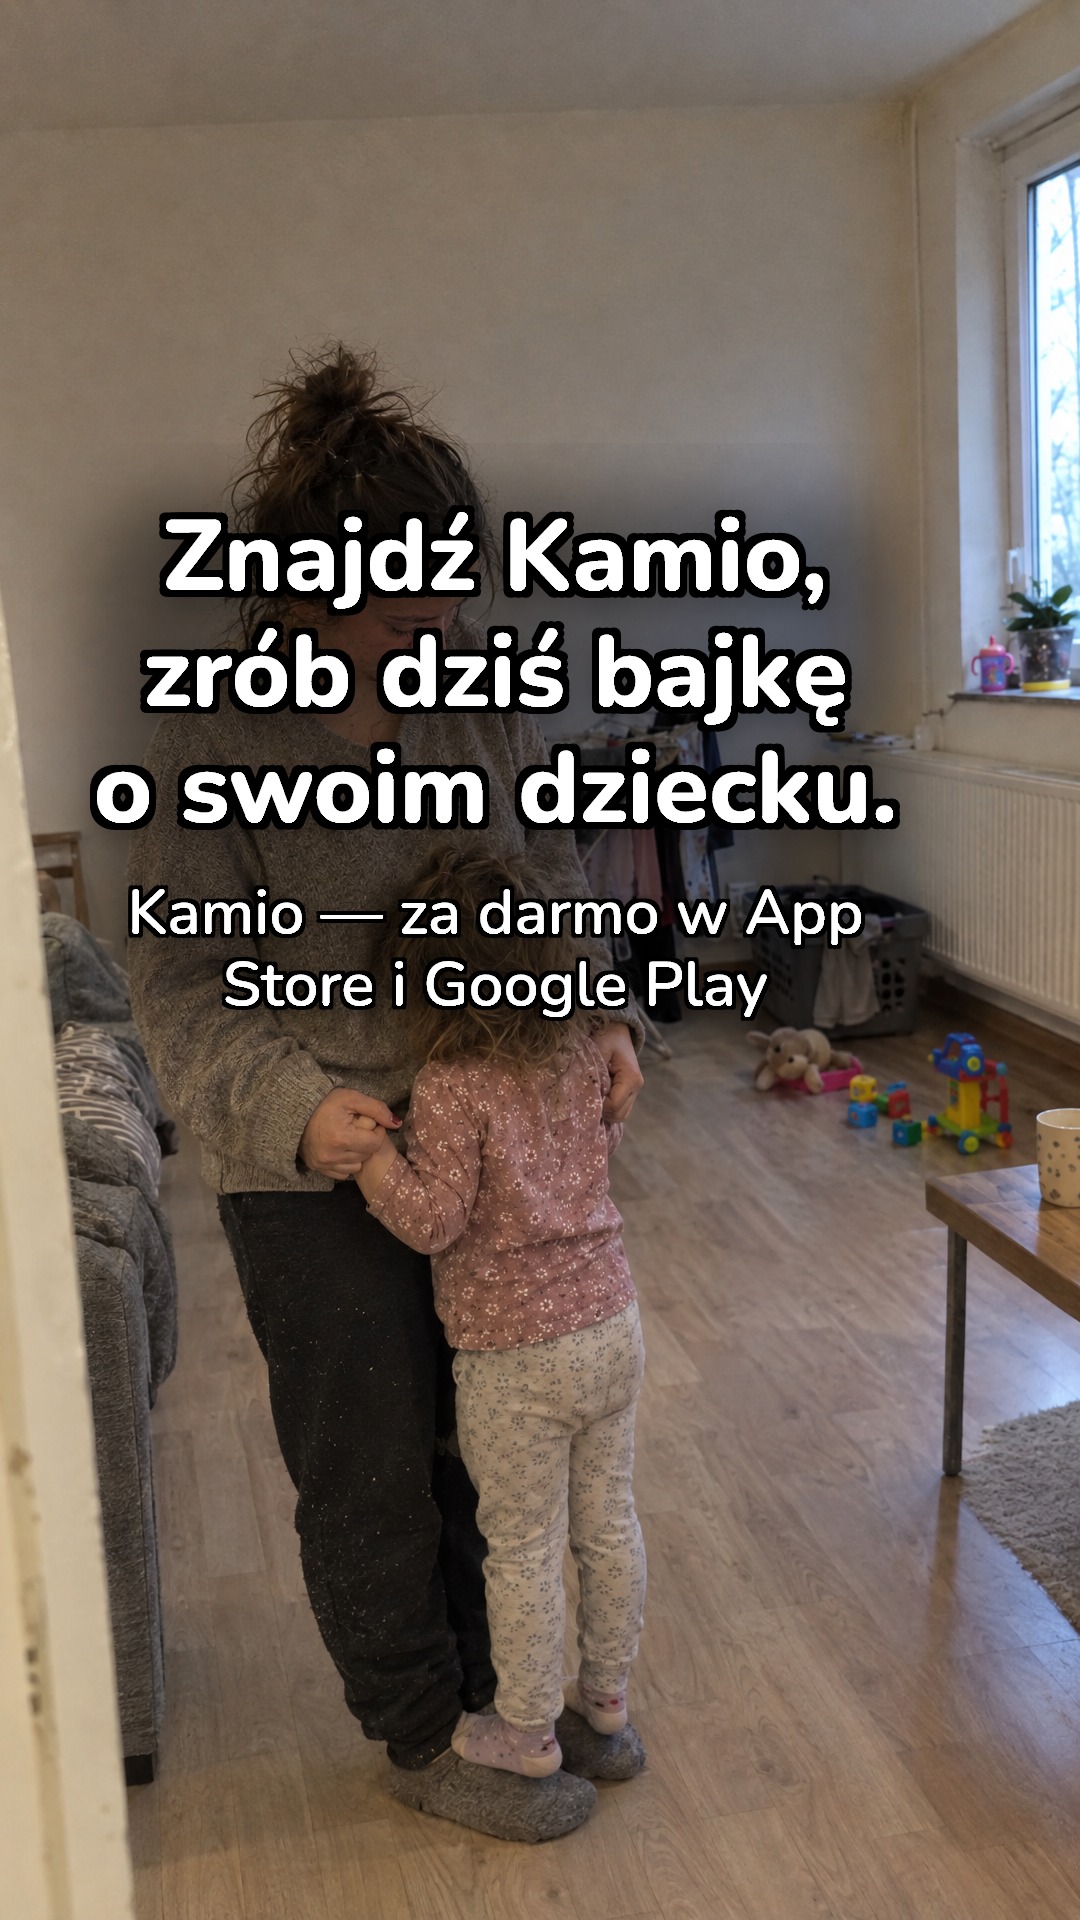 Znajdź Kamio,
zrób dziś bajkę
o swoim dziecku.
Kamio — za darmo w App
Store i Google Play